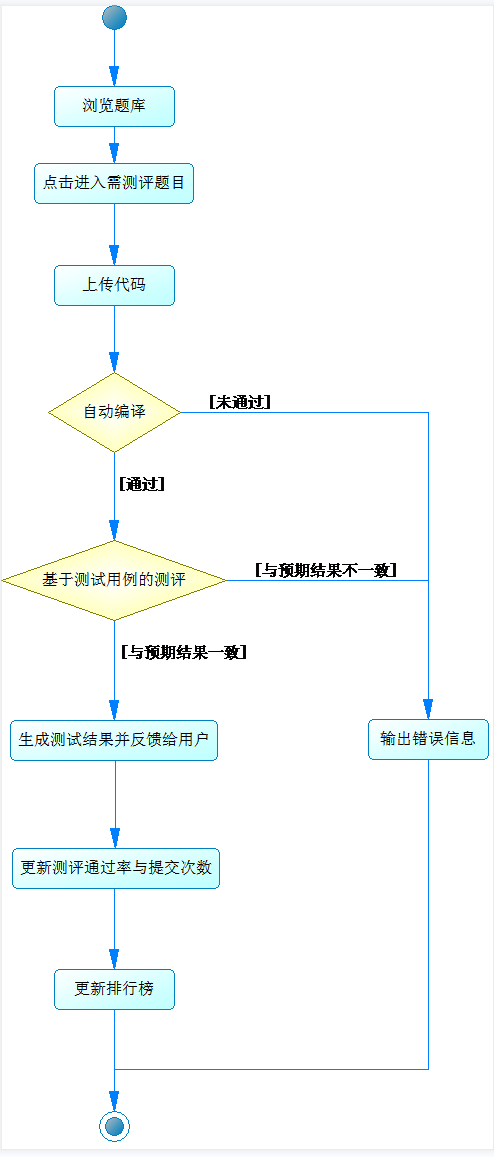 浏览题库
点击进入需测评题目
上传代码
自动编译
[未通过]
[通过]
基于测试用例的测评
[与预期结果不一致]
[与预期结果一致]
生成测试结果并反馈给用户
输出错误信息
更新测评通过率与提交次数
更新排行榜